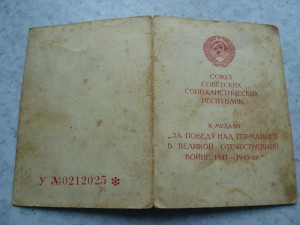 СОЮЗ
СОВЕТСКИХ
СОЦИАЛИСТИЧЕСКИХ
РЕСПУБЛИК
К МЕДАЛИ
„ЗА ПОБЕДУ НАД ГЕРМАНИЕЙ
В ВЕЛИКОЙ ОТЕЧЕСТВЕННОЙ
ВОЙНЕ 1941—1945 гг."
У №0212025 ✻